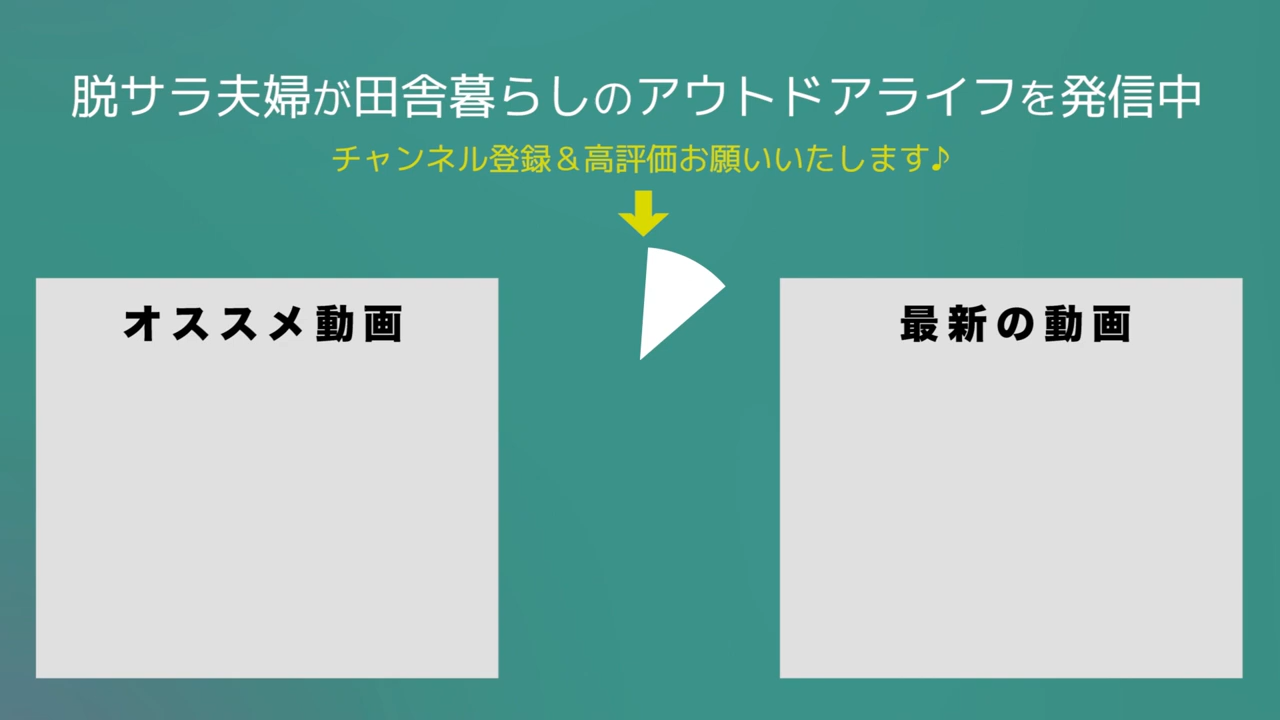 脱サラ夫婦が田舎暮らしのアウトドアライフを発信中
チャンネル登録＆高評価お願いいたします♪
オススメ動画
最新の動画